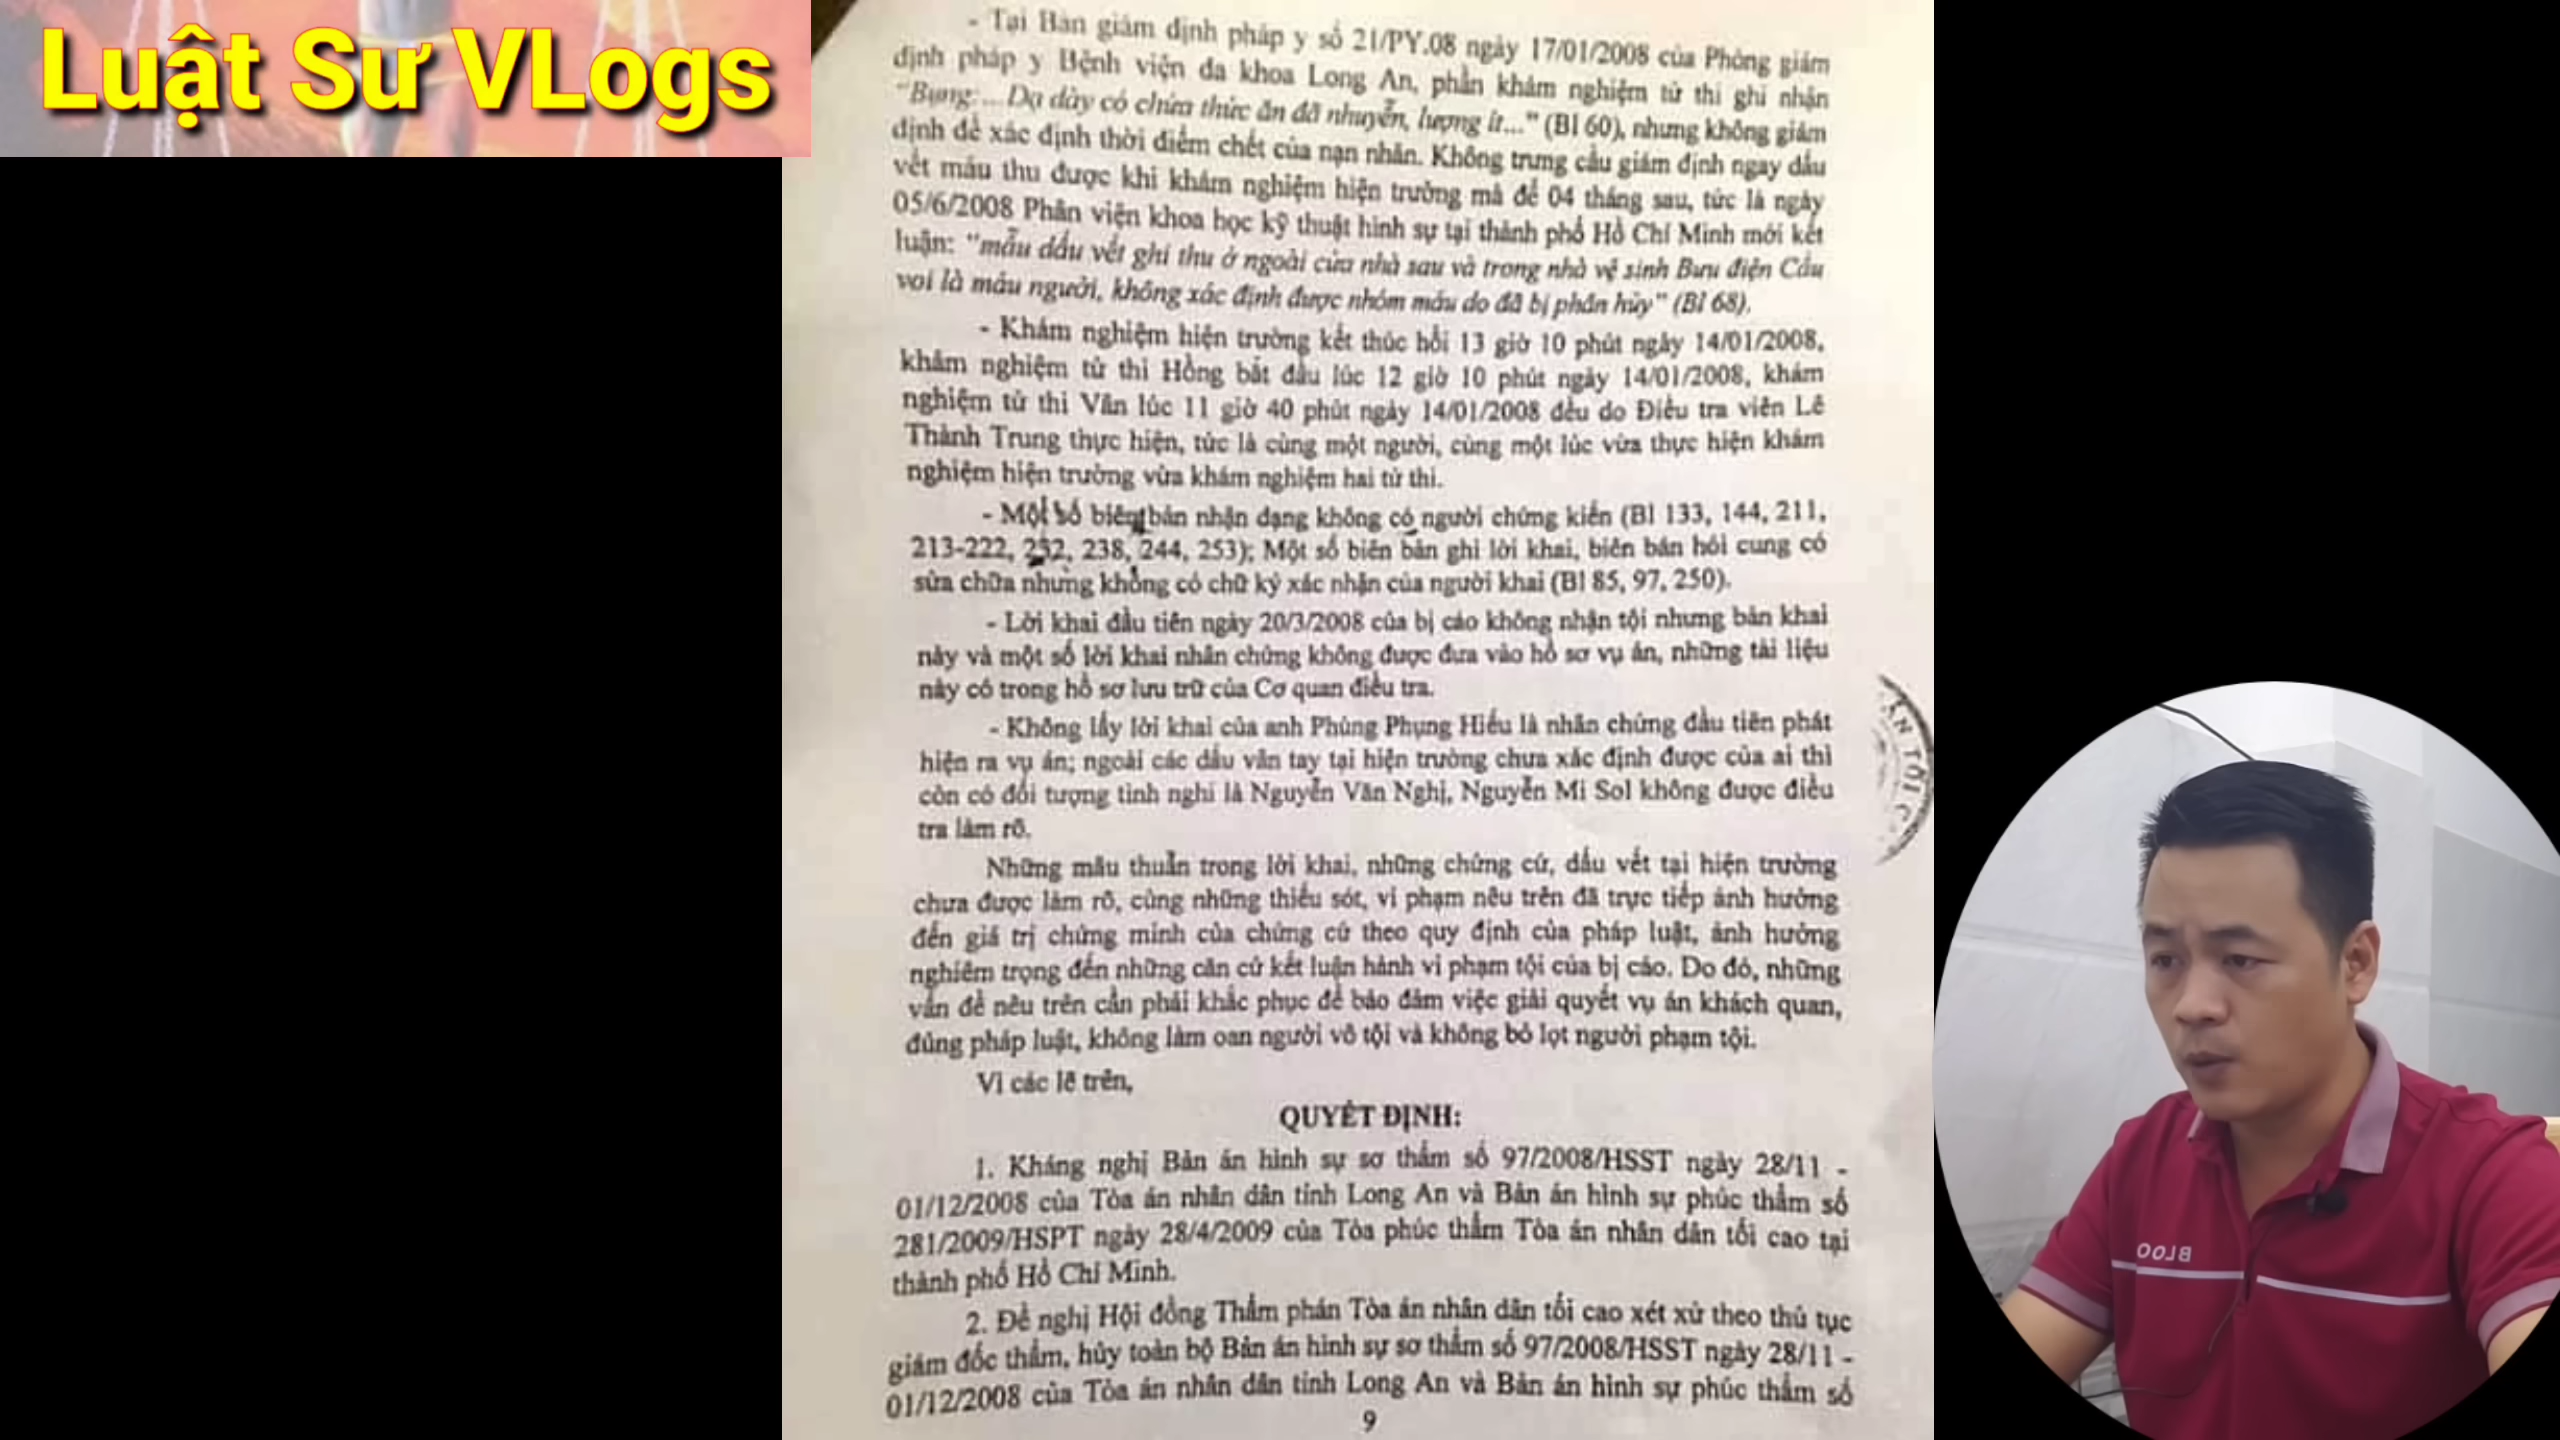 Luật Sư VLogs
- Tại Bản giám định pháp y số 21/PY.08 ngày 17/01/2008 của Phòng giám
định pháp y Bệnh viện đa khoa Long An, phần khám nghiệm tử thi ghi nhận
"Bụng:... Dạ dày có chứa thức ăn đã nhuyễn, lượng ít..." (Bl 60), nhưng không giám
định để xác định thời điểm chết của nạn nhân. Không trưng cầu giám định ngay dấu
vết máu thu được khi khám nghiệm hiện trường mà để 04 tháng sau, tức là ngày
05/6/2008 Phân viện khoa học kỹ thuật hình sự tại thành phố Hồ Chí Minh mới kết
luận: "mẫu dấu vết ghi thu ở ngoài cửa nhà sau và trong nhà vệ sinh Bưu điện Cầu
voi là máu người, không xác định được nhóm máu do đã bị phân hủy" (Bl 68).
- Khám nghiệm hiện trường kết thúc hồi 13 giờ 10 phút ngày 14/01/2008,
khám nghiệm tử thi Hồng bắt đầu lúc 12 giờ 10 phút ngày 14/01/2008, khám
nghiệm tử thi Vân lúc 11 giờ 40 phút ngày 14/01/2008 đều do Điều tra viên Lê
Thành Trung thực hiện, tức là cùng một người, cùng một lúc vừa thực hiện khám
nghiệm hiện trường vừa khám nghiệm hai tử thi.
- Một số biên bản nhận dạng không có người chứng kiến (Bl 133, 144, 211,
213-222, 232, 238, 244, 253); Một số biên bản ghi lời khai, biên bản hỏi cung có
sửa chữa nhưng không có chữ ký xác nhận của người khai (Bl 85, 97, 250).
- Lời khai đầu tiên ngày 20/3/2008 của bị cáo không nhận tội nhưng bản khai
này và một số lời khai nhân chứng không được đưa vào hồ sơ vụ án, những tài liệu
này có trong hồ sơ lưu trữ của Cơ quan điều tra.
- Không lấy lời khai của anh Phùng Phụng Hiếu là nhân chứng đầu tiên phát
hiện ra vụ án; ngoài các dấu vân tay tại hiện trường chưa xác định được của ai thì
còn có đối tượng tình nghi là Nguyễn Văn Nghị, Nguyễn Mi Sol không được điều
tra làm rõ.
Những mâu thuẫn trong lời khai, những chứng cứ, dấu vết tại hiện trường
chưa được làm rõ, cùng những thiếu sót, vi phạm nêu trên đã trực tiếp ảnh hưởng
đến giá trị chứng minh của chứng cứ theo quy định của pháp luật, ảnh hưởng
nghiêm trọng đến những căn cứ kết luận hành vi phạm tội của bị cáo. Do đó, những
vấn đề nêu trên cần phải khắc phục để bảo đảm việc giải quyết vụ án khách quan,
đúng pháp luật, không làm oan người vô tội và không bỏ lọt người phạm tội.
Vì các lẽ trên,
QUYẾT ĐỊNH:
1. Kháng nghị Bản án hình sự sơ thẩm số 97/2008/HSST ngày 28/11 -
01/12/2008 của Tòa án nhân dân tỉnh Long An và Bản án hình sự phúc thẩm số
281/2009/HSPT ngày 28/4/2009 của Tòa phúc thẩm Tòa án nhân dân tối cao tại
thành phố Hồ Chí Minh.
2. Đề nghị Hội đồng Thẩm phán Tòa án nhân dân tối cao xét xử theo thủ tục
giám đốc thẩm, hủy toàn bộ Bản án hình sự sơ thẩm số 97/2008/HSST ngày 28/11 -
01/12/2008 của Tòa án nhân dân tỉnh Long An và Bản án hình sự phúc thẩm số
9
BLOO